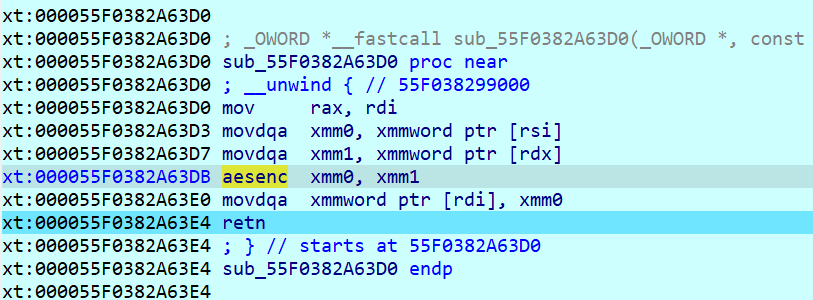 xt:000055F0382A63D0
xt:000055F0382A63D0 ; _OWORD *__fastcall sub_55F0382A63D0(_OWORD *, const
xt:000055F0382A63D0 sub_55F0382A63D0 proc near
xt:000055F0382A63D0 ; __unwind { // 55F038299000
xt:000055F0382A63D0 mov     rax, rdi
xt:000055F0382A63D3 movdqa  xmm0, xmmword ptr [rsi]
xt:000055F0382A63D7 movdqa  xmm1, xmmword ptr [rdx]
xt:000055F0382A63DB aesenc  xmm0, xmm1
xt:000055F0382A63E0 movdqa  xmmword ptr [rdi], xmm0
xt:000055F0382A63E4 retn
xt:000055F0382A63E4 ; } // starts at 55F0382A63D0
xt:000055F0382A63E4 sub_55F0382A63D0 endp
xt:000055F0382A63E4